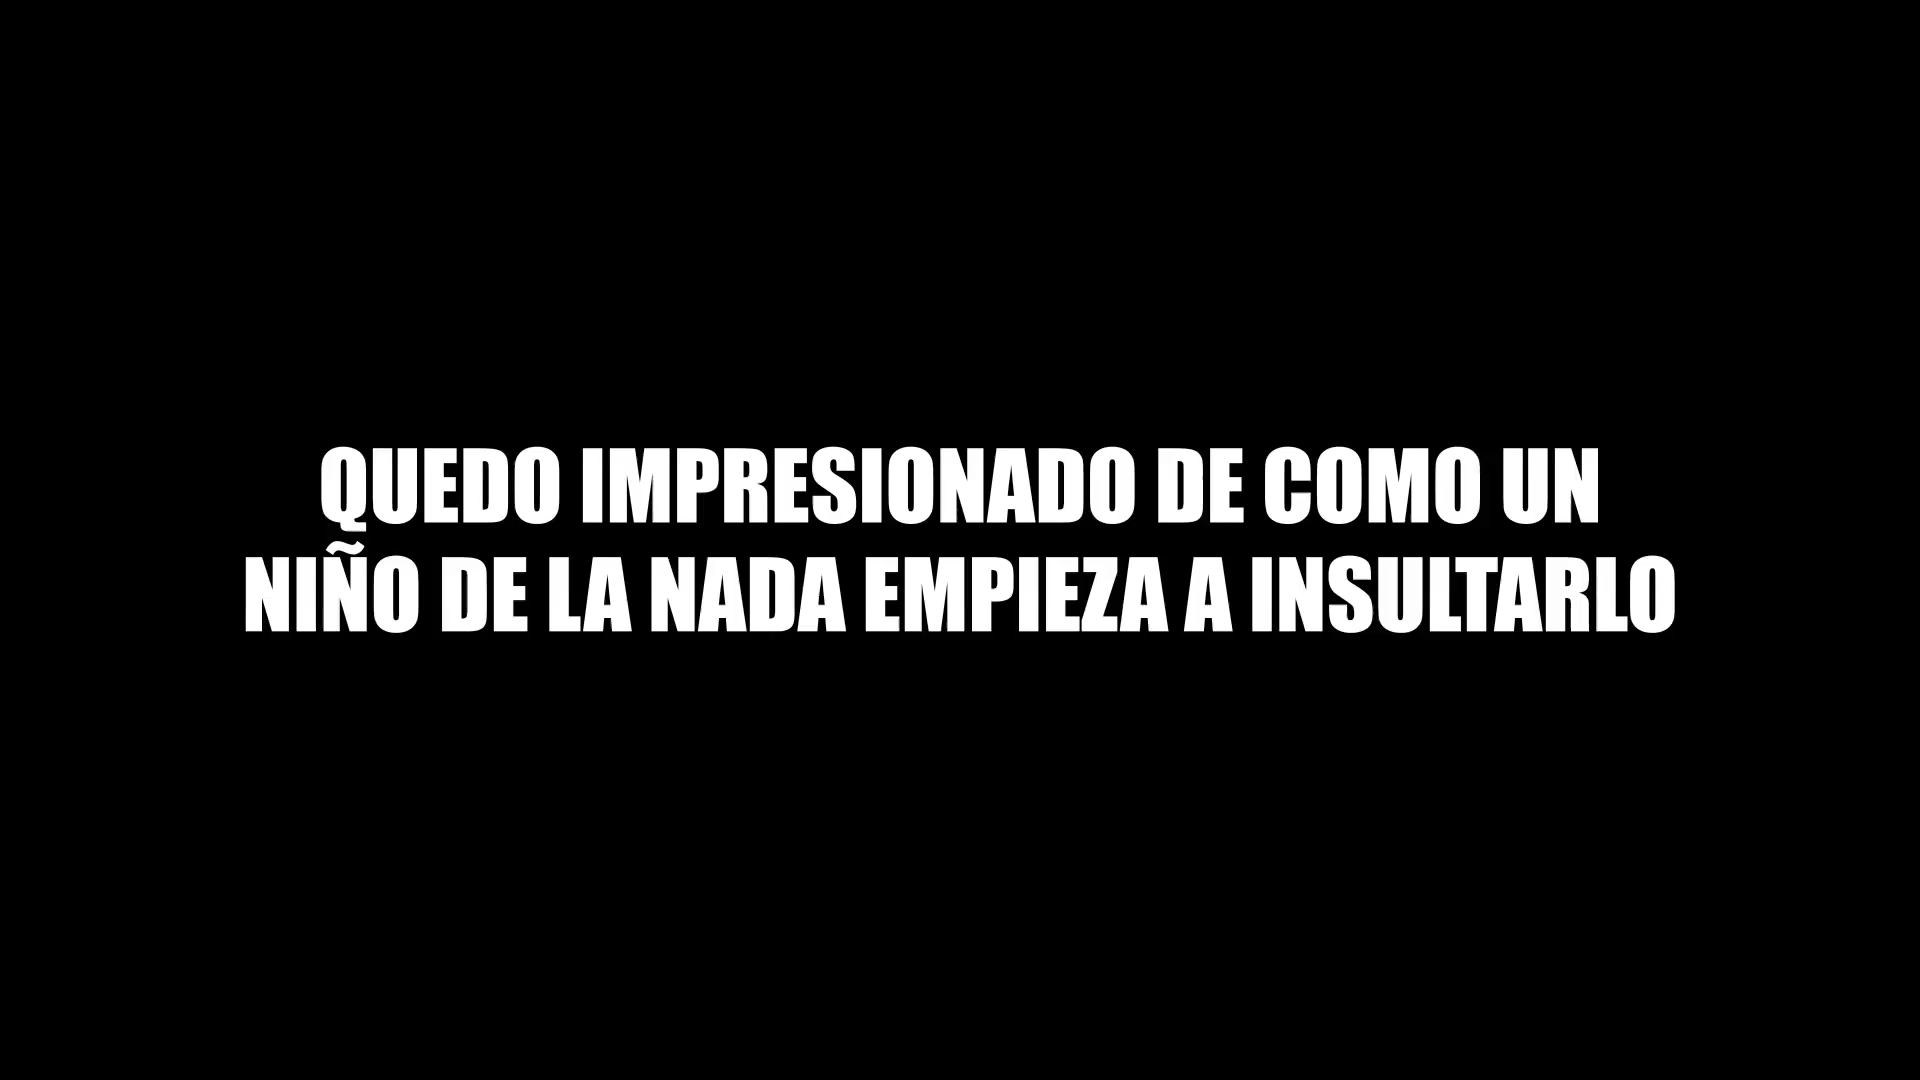 QUEDO IMPRESIONADO DE COMO UN
NIÑO DE LA NADA EMPIEZA A INSULTARLO